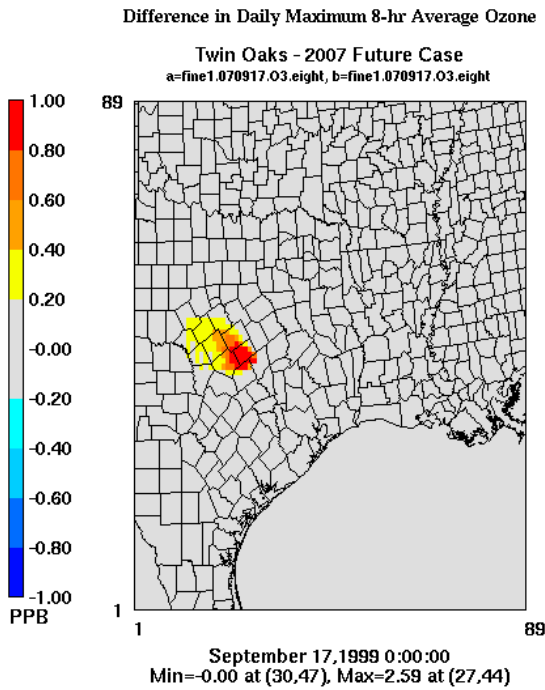 Difference in Daily Maximum 8-hr Average Ozone
Twin Oaks - 2007 Future Case
a=fine1.070917.O3.eight, b=fine1.070917.O3.eight
1.00
0.80
0.60
0.40
0.20
-0.00
-0.20
-0.40
-0.60
-0.80
-1.00
PPB
89
1
1
89
September 17,1999 0:00:00
Min=-0.00 at (30,47), Max=2.59 at (27,44)